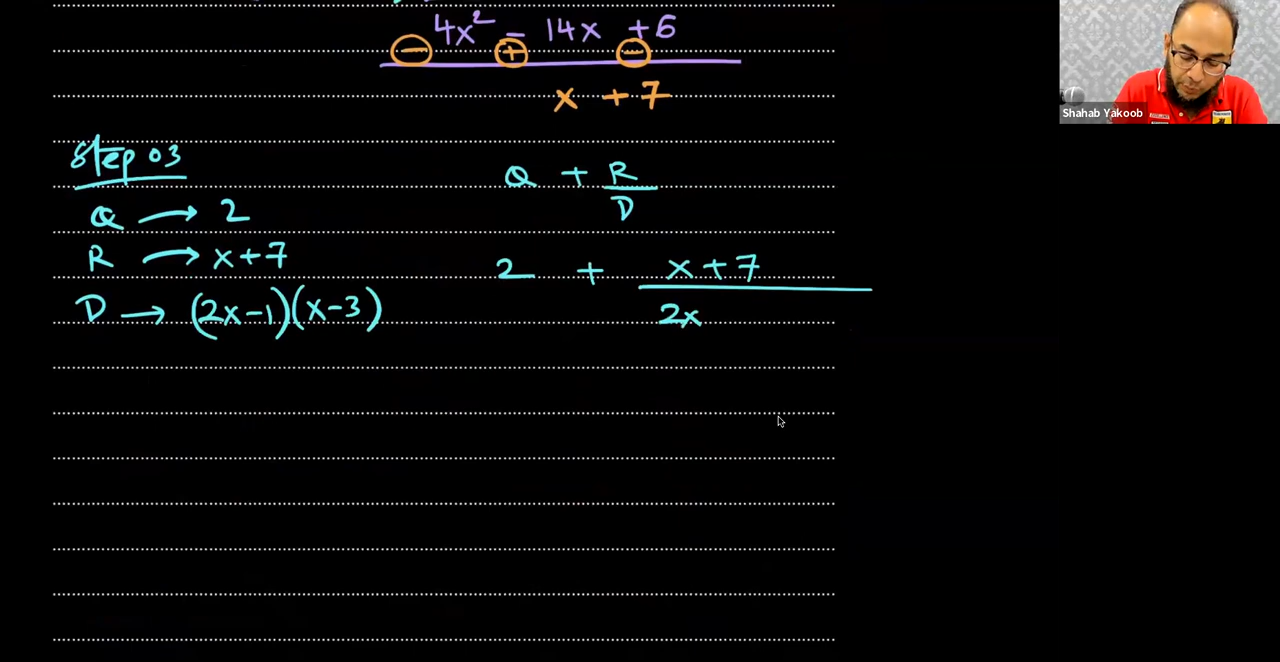 4x² - 14x + 6
- + -
x + 7
Step 03
Q + R/D
Q → 2
R → x+7
2 + x+7
D → (2x-1)(x-3)
2x
Shahab Yakoob